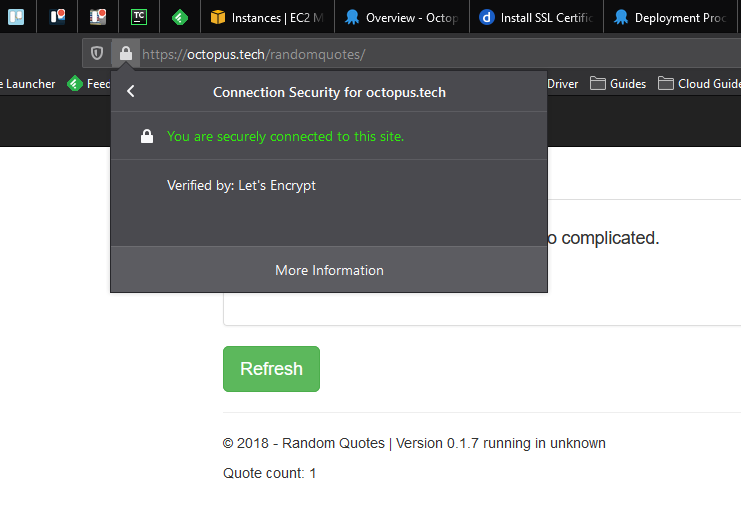 TC
Instances | EC2 M
Overview - Octop
Install SSL Certific
Deployment Proc
https://octopus.tech/randomquotes/
e Launcher
Feed
Driver
Guides
Cloud Guide
Connection Security for octopus.tech
You are securely connected to this site.
Verified by: Let's Encrypt
o complicated.
More Information
Refresh
© 2018 - Random Quotes | Version 0.1.7 running in unknown
Quote count: 1